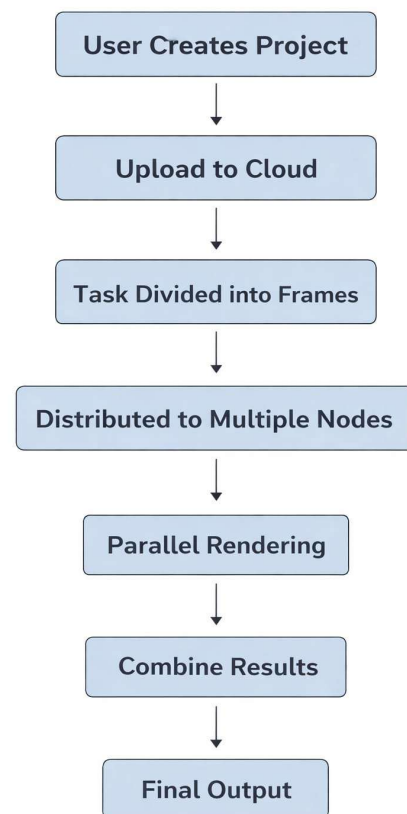 User Creates Project
Upload to Cloud
Task Divided into Frames
Distributed to Multiple Nodes
Parallel Rendering
Combine Results
Final Output